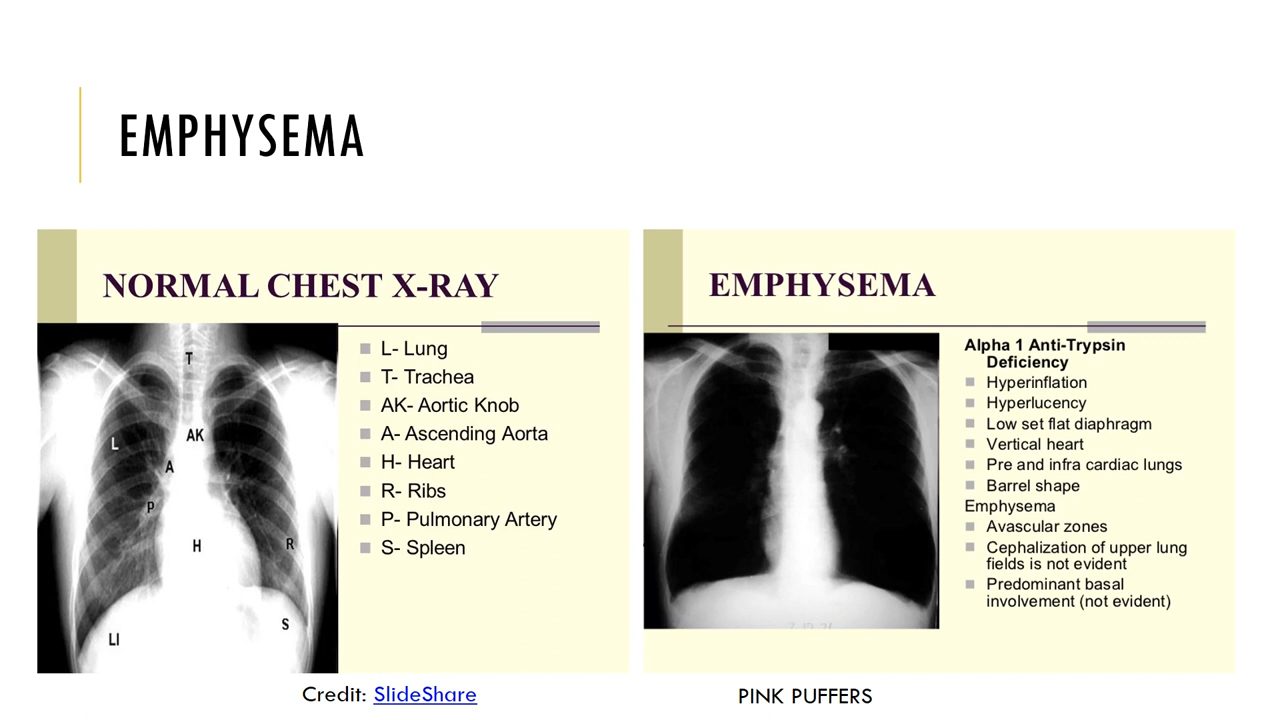 EMPHYSEMA
NORMAL CHEST X-RAY
T
L
AK
A
P
H
R
S
LI
L- Lung
T- Trachea
AK- Aortic Knob
A- Ascending Aorta
H- Heart
R- Ribs
P- Pulmonary Artery
S- Spleen
EMPHYSEMA
Alpha 1 Anti-Trypsin
Deficiency
Hyperinflation
Hyperlucency
Low set flat diaphragm
Vertical heart
Pre and infra cardiac lungs
Barrel shape
Emphysema
Avascular zones
Cephalization of upper lung
fields is not evident
Predominant basal
involvement (not evident)
Credit: SlideShare
PINK PUFFERS